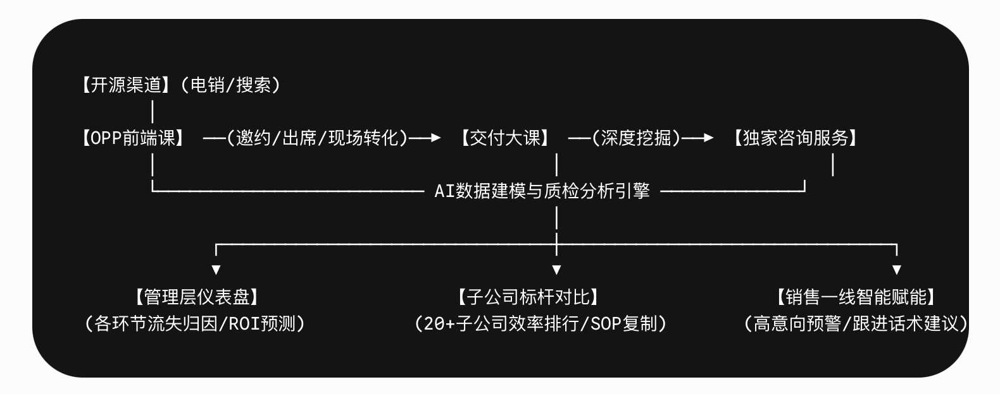 【开源渠道】(电销/搜索)
【OPP前端课】 ──(邀约/出席/现场转化)──► 【交付大课】 ──(深度挖掘)──► 【独家咨询服务】
AI数据建模与质检分析引擎
【管理层仪表盘】 【子公司标杆对比】 【销售一线智能赋能】
(各环节流失归因/ROI预测) (20+子公司效率排行/SOP复制) (高意向预警/跟进话术建议)